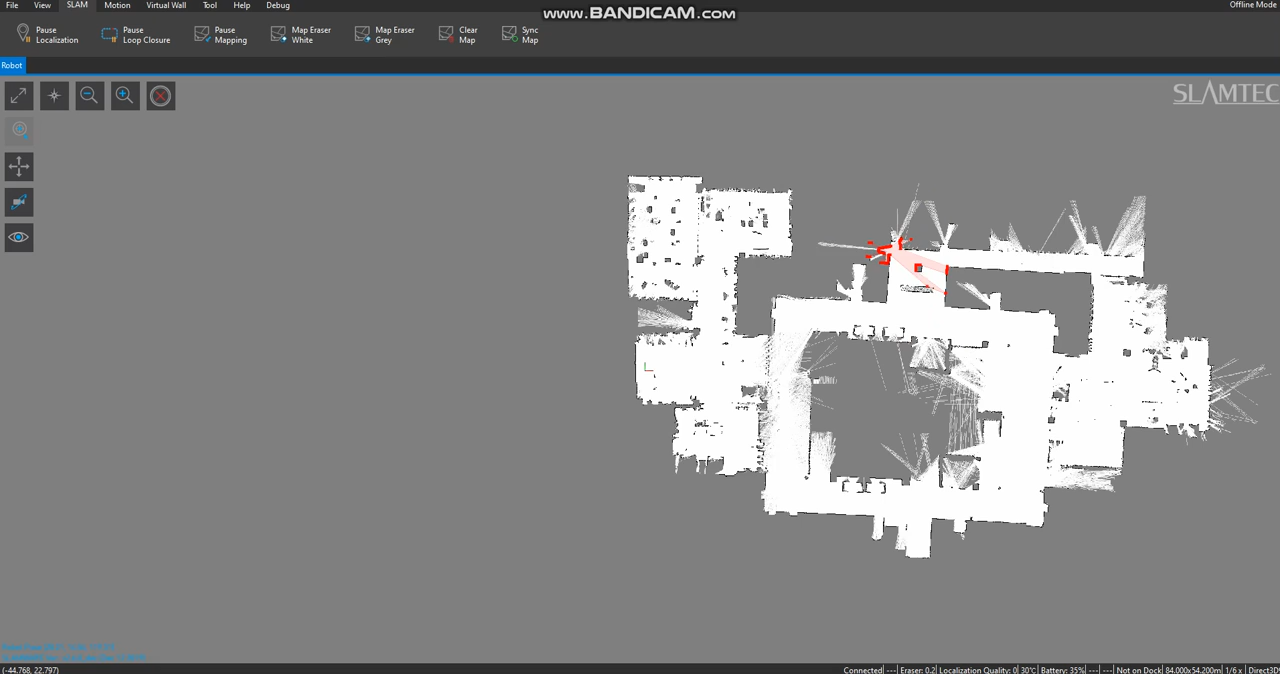 File View SLAM Motion Virtual Wall Tool Help Debug
www.BANDICAM.com
Offline Mode
Pause Localization
Pause Loop Closure
Pause Mapping
Map Eraser White
Map Eraser Grey
Clear Map
Sync Map
Robot
SLAMTEC
(-44.768, 22.797)
Connected --- Eraser: 0.2 Localization Quality: 0 30℃ Battery: 35% --- --- Not on Dock 84.000x54.200m 1/6 x Direct3D9